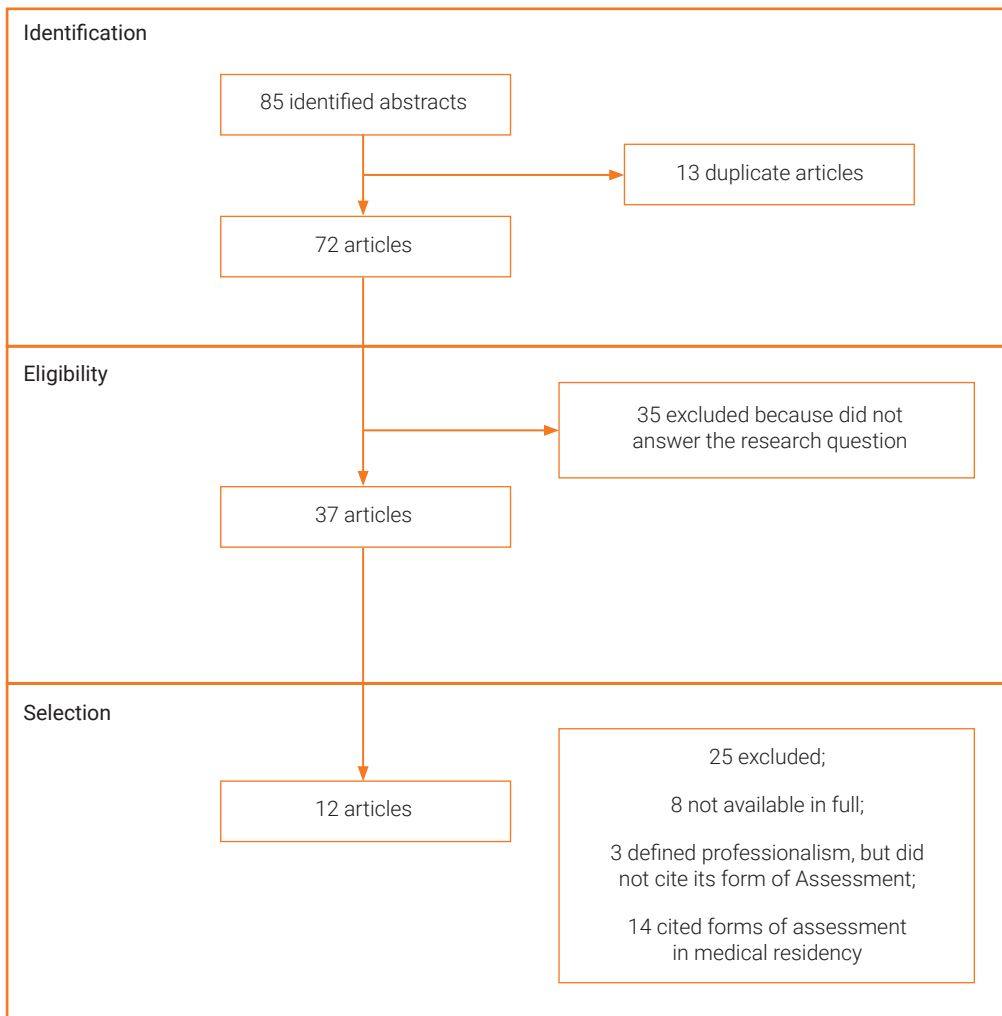 Identification
85 identified abstracts
13 duplicate articles
72 articles
Eligibility
35 excluded because did not
answer the research question
37 articles
Selection
12 articles
25 excluded;
8 not available in full;
3 defined professionalism, but did
not cite its form of Assessment;
14 cited forms of assessment
in medical residency